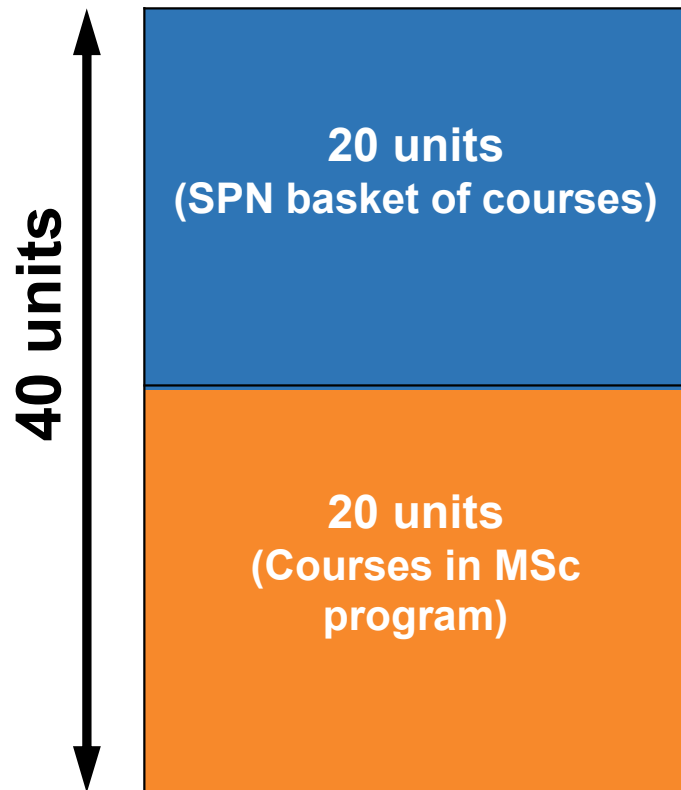 40 units
20 units
(SPN basket of courses)
20 units
(Courses in MSc
program)